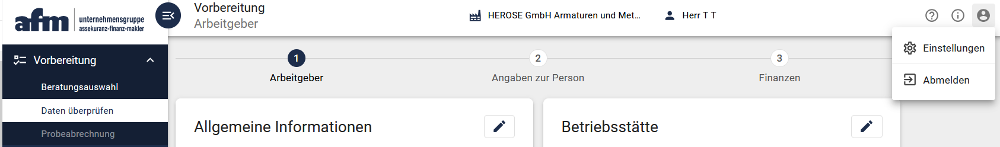 afm
unternehmensgruppe
assekuranz-finanz-makler
Vorbereitung
Arbeitgeber
HEROSE GmbH Armaturen und Met...
Herr T T
Einstellungen
Abmelden
Vorbereitung
Beratungsauswahl
Daten überprüfen
Probeabrechnung
1
Arbeitgeber
2
Angaben zur Person
3
Finanzen
Allgemeine Informationen
Betriebsstätte